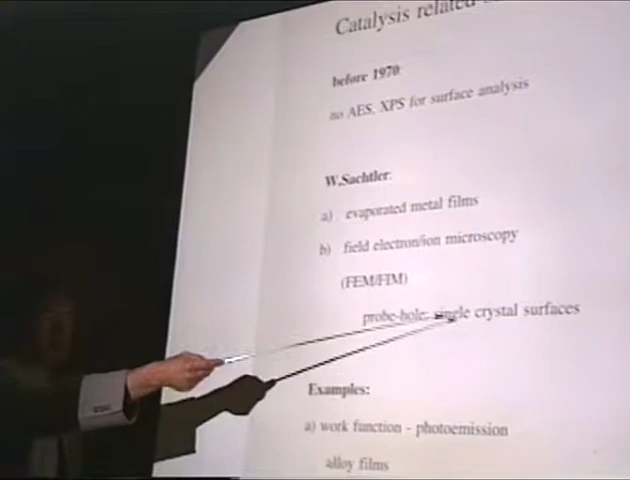 Catalysis related
before 1970:
no AES, XPS for surface analysis
W.Sachtler:
a) evaporated metal films
b) field electron/ion microscopy
(FEM/FIM)
probe-hole: single crystal surfaces
Examples:
a) work function - photoemission
alloy films